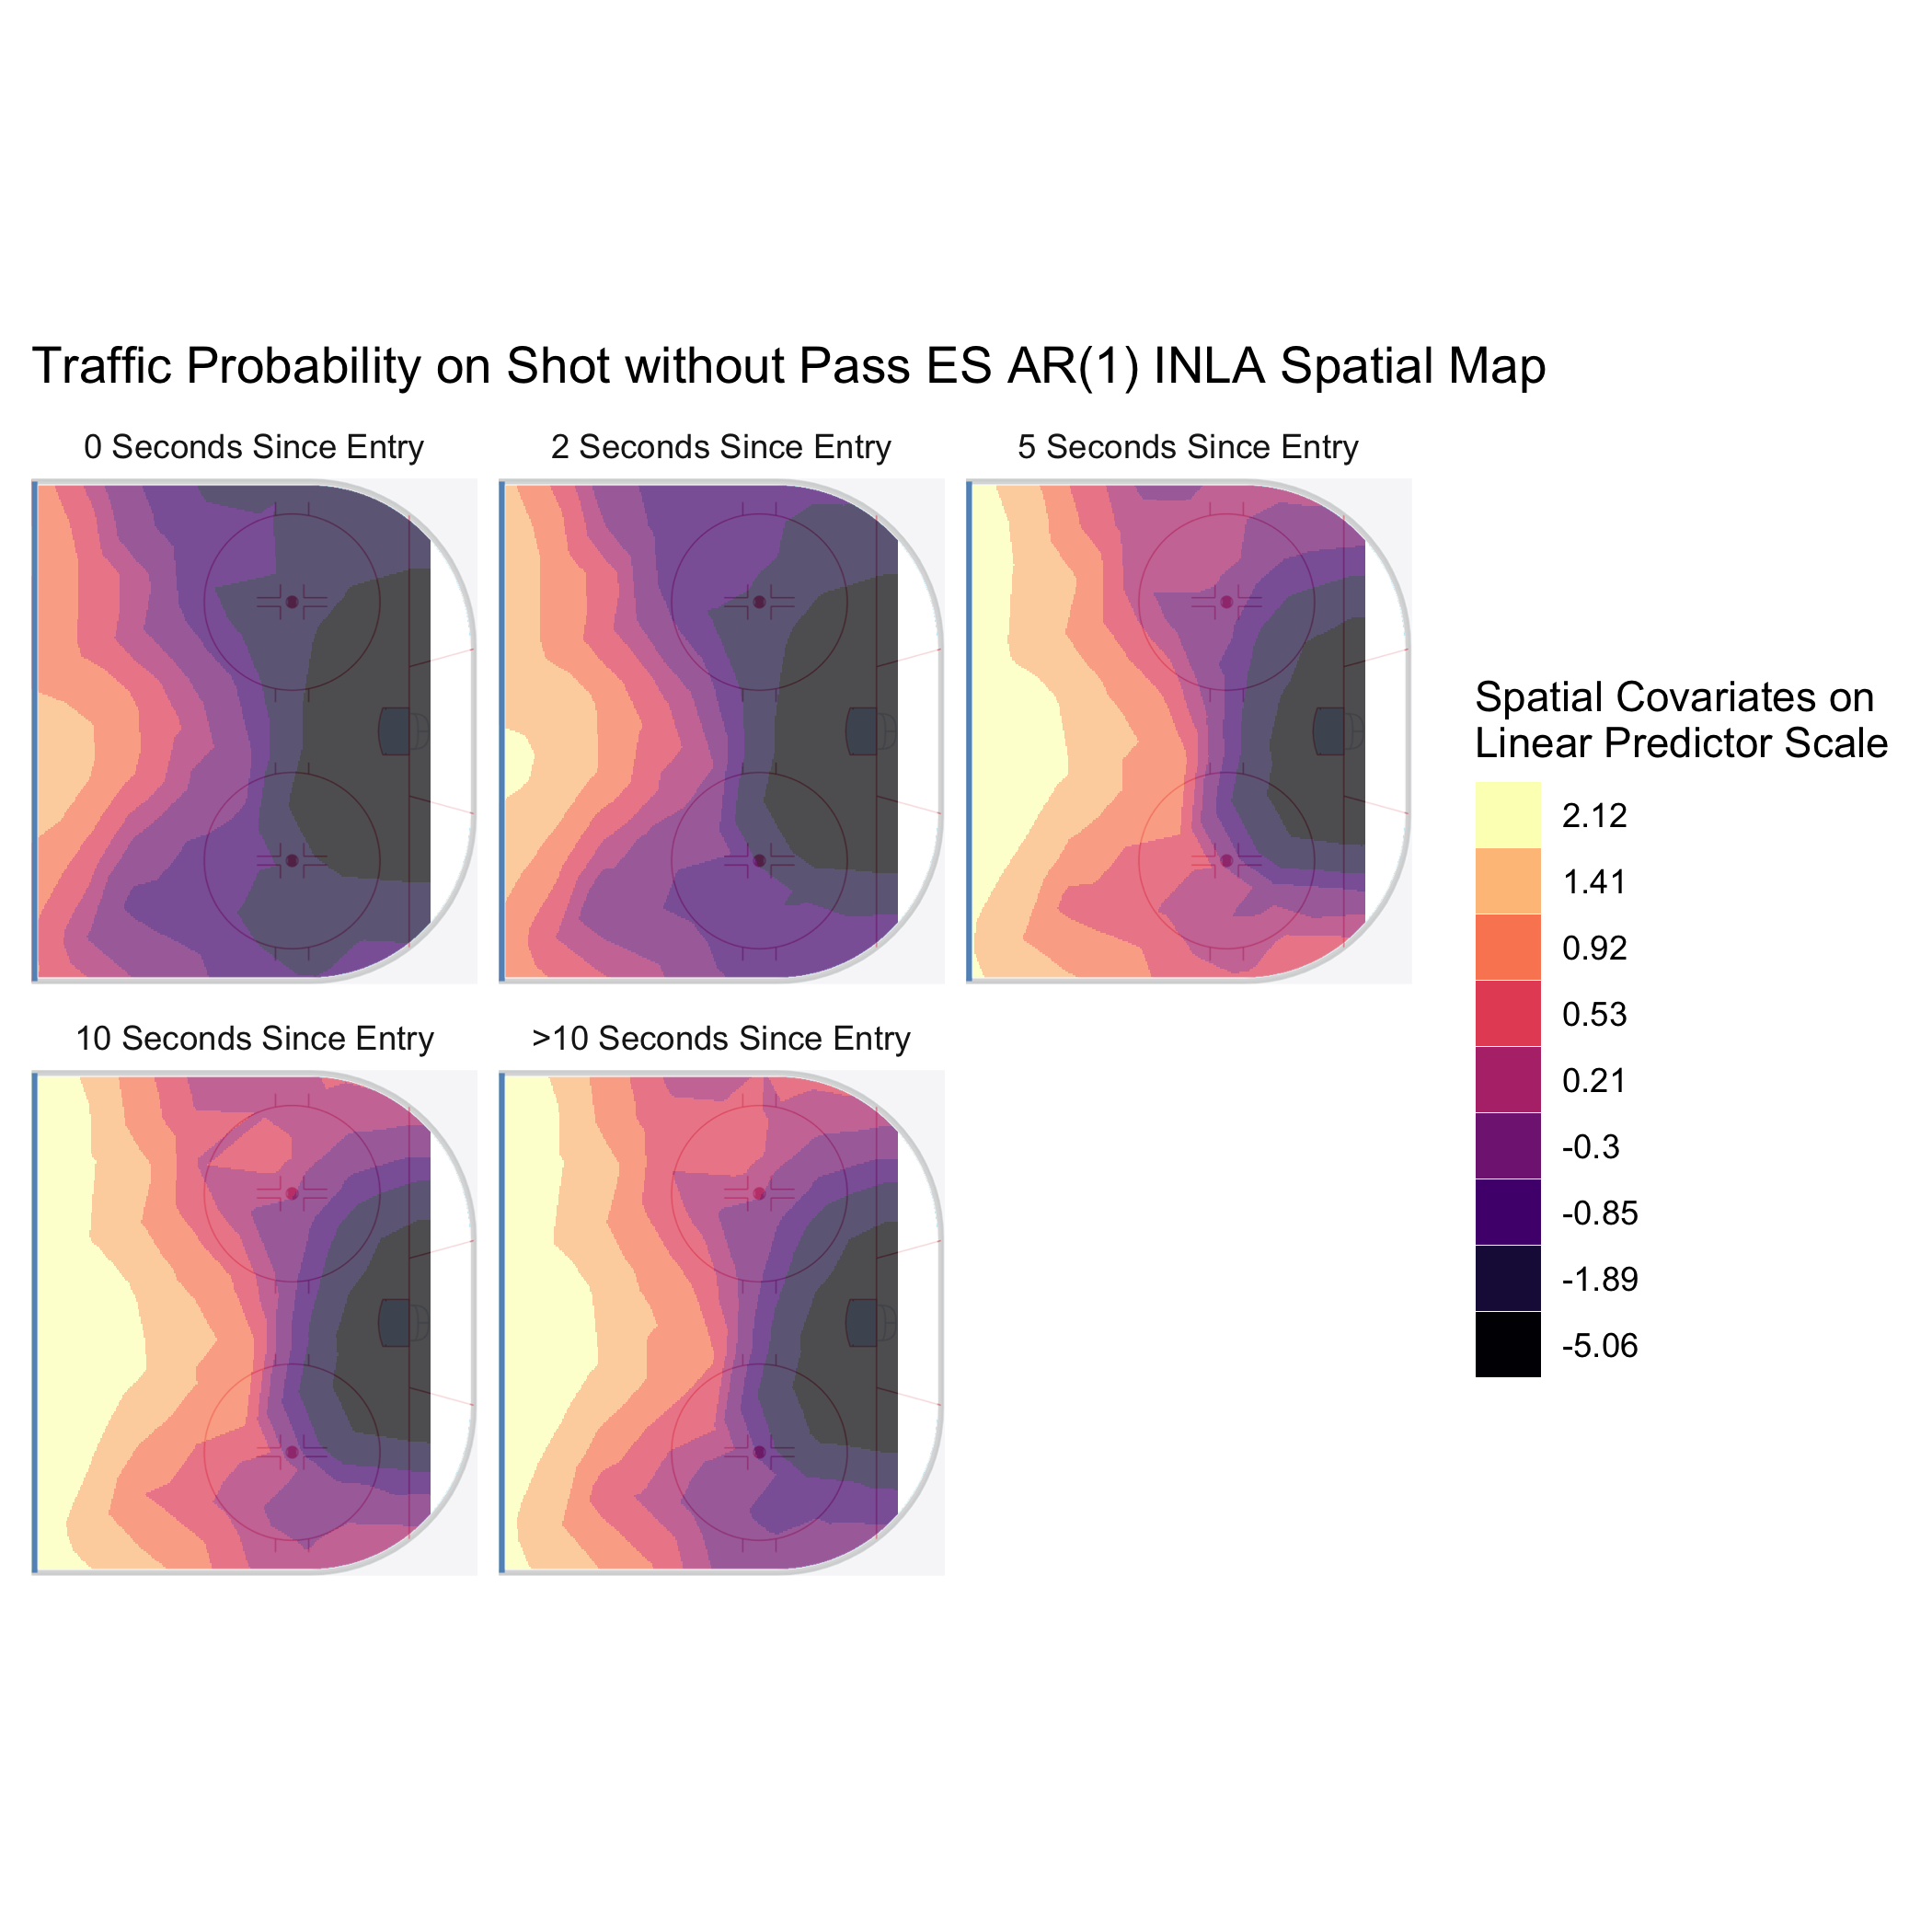 Traffic Probability on Shot without Pass ES AR(1) INLA Spatial Map
0 Seconds Since Entry
2 Seconds Since Entry
5 Seconds Since Entry
10 Seconds Since Entry
>10 Seconds Since Entry
Spatial Covariates on
Linear Predictor Scale
2.12
1.41
0.92
0.53
0.21
-0.3
-0.85
-1.89
-5.06